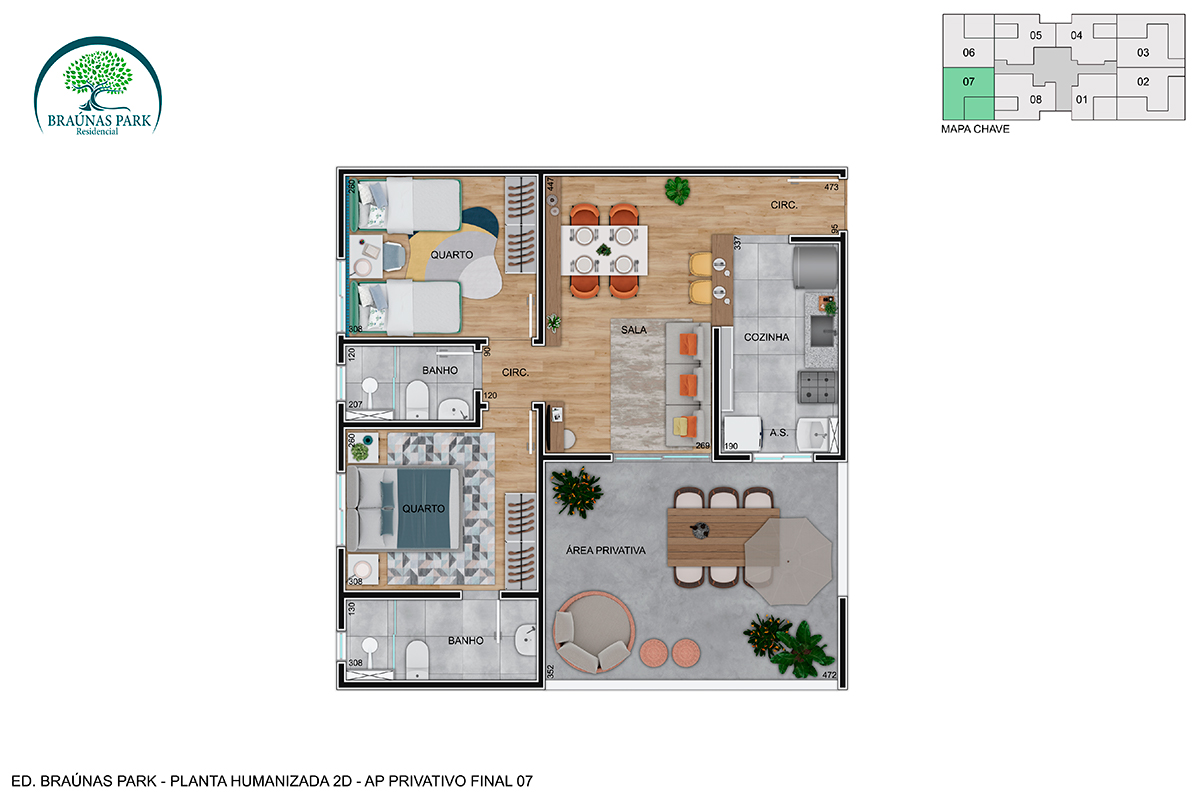 BRAÚNAS PARK
Residencial
05
04
06
03
07
02
08
01
MAPA CHAVE
260
447
473
CIRC.
95
337
QUARTO
308
SALA
COZINHA
120
90
BANHO
CIRC.
207
120
260
269
190
A.S.
QUARTO
ÁREA PRIVATIVA
308
130
BANHO
308
352
472
ED. BRAÚNAS PARK - PLANTA HUMANIZADA 2D - AP PRIVATIVO FINAL 07